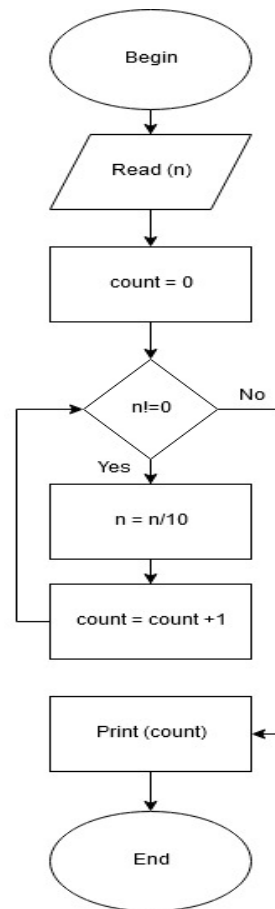 Begin
Read (n)
count = 0
n!=0
No
Yes
n = n/10
count = count +1
Print (count)
End